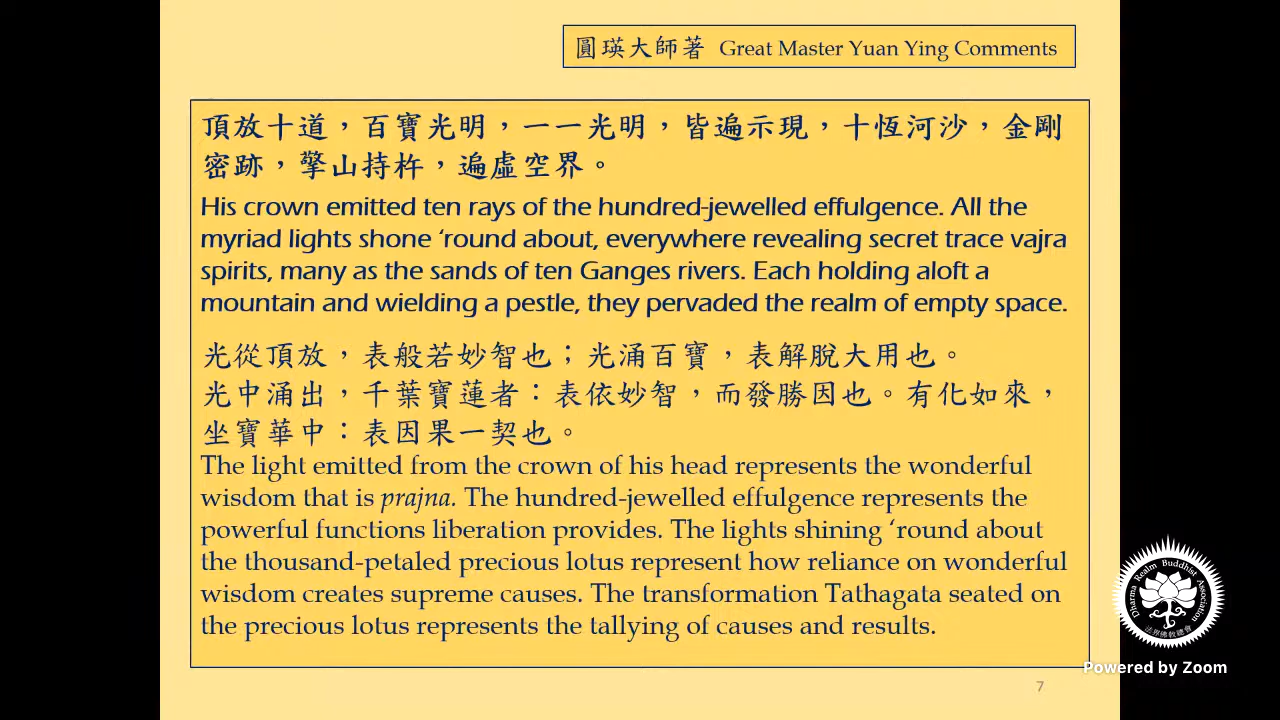 圓瑛大師著 Great Master Yuan Ying Comments
頂放十道，百寶光明，一一光明，皆遍示現，十恆河沙，金剛
密跡，擎山持杵，遍虛空界。
His crown emitted ten rays of the hundred-jewelled effulgence. All the
myriad lights shone ‘round about, everywhere revealing secret trace vajra
spirits, many as the sands of ten Ganges rivers. Each holding aloft a
mountain and wielding a pestle, they pervaded the realm of empty space.
光從頂放，表般若妙智也；光涌百寶，表解脫大用也。
光中涌出，千葉寶蓮者：表依妙智，而發勝因也。有化如來，
坐寶華中：表因果一契也。
The light emitted from the crown of his head represents the wonderful
wisdom that is prajna. The hundred-jewelled effulgence represents the
powerful functions liberation provides. The lights shining ‘round about
the thousand-petaled precious lotus represent how reliance on wonderful
wisdom creates supreme causes. The transformation Tathagata seated on
the precious lotus represents the tallying of causes and results.
Dharma Realm Buddhist Association
法界佛教總會
Powered by Zoom
7